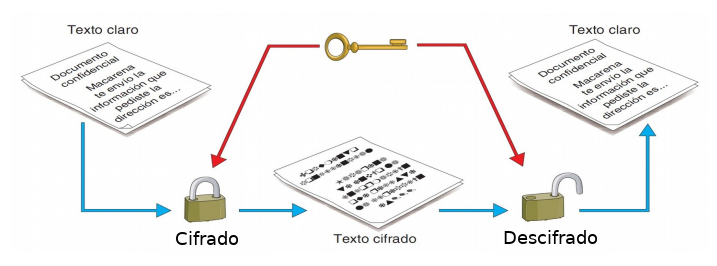 Texto claro
Documento
confidencial
Macarena
te envío la
información que
pediste la
dirección es...
Cifrado
Texto cifrado
Descifrado
Texto claro
Documento
confidencial
Macarena
te envío la
información que
pediste la
dirección es...